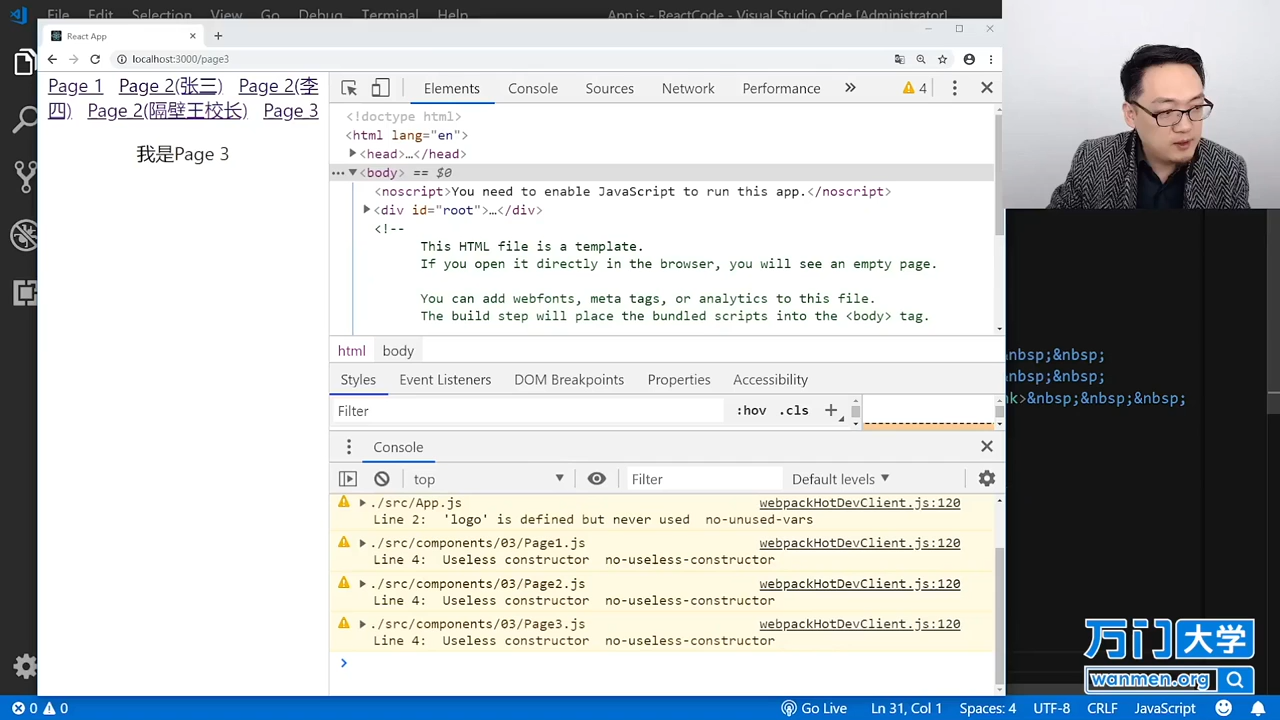 File Edit Selection View Go Debug Terminal Help App.js - ReactCode - Visual Studio Code [Administrator]
React App
localhost:3000/page3
Page 1 Page 2(张三) Page 2(李
四) Page 2(隔壁王校长) Page 3
我是Page 3
Elements Console Sources Network Performance » 4
<!doctype html>
<html lang="en">
<head>…</head>
<body> == $0
<noscript>You need to enable JavaScript to run this app.</noscript>
<div id="root">…</div>
<!--
This HTML file is a template.
If you open it directly in the browser, you will see an empty page.
You can add webfonts, meta tags, or analytics to this file.
The build step will place the bundled scripts into the <body> tag.
html body
Styles Event Listeners DOM Breakpoints Properties Accessibility
Filter :hov .cls +
Console
top Filter Default levels
./src/App.js webpackHotDevClient.js:120
Line 2: 'logo' is defined but never used no-unused-vars
./src/components/03/Page1.js webpackHotDevClient.js:120
Line 4: Useless constructor no-useless-constructor
./src/components/03/Page2.js webpackHotDevClient.js:120
Line 4: Useless constructor no-useless-constructor
./src/components/03/Page3.js webpackHotDevClient.js:120
Line 4: Useless constructor no-useless-constructor
nbsp;&nbsp;
nbsp;&nbsp;
nk>&nbsp;&nbsp;&nbsp;
万门大学
wanmen.org
0 0 Go Live Ln 31, Col 1 Spaces: 4 UTF-8 CRLF JavaScript